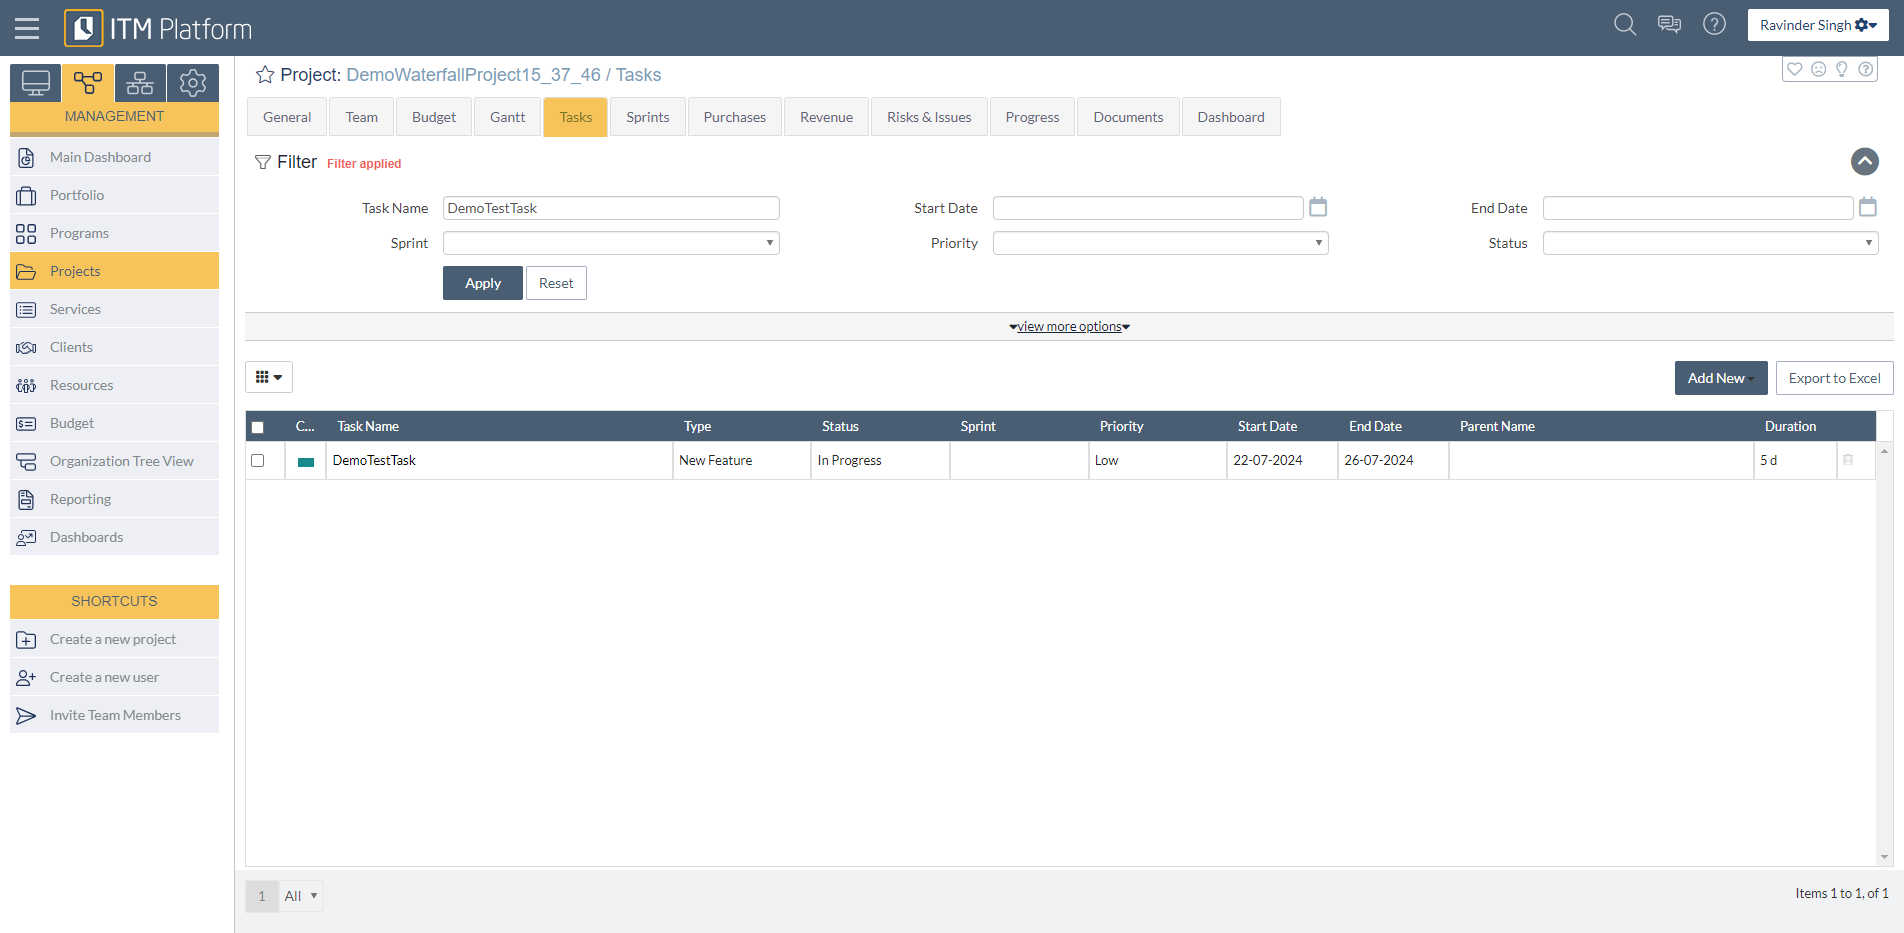 ITM Platform
Ravinder Singh
MANAGEMENT
Main Dashboard
Portfolio
Programs
Projects
Services
Clients
Resources
Budget
Organization Tree View
Reporting
Dashboards
SHORTCUTS
Create a new project
Create a new user
Invite Team Members
Project: DemoWaterfallProject15_37_46 / Tasks
General Team Budget Gantt Tasks Sprints Purchases Revenue Risks & Issues Progress Documents Dashboard
Filter Filter applied
Task Name DemoTestTask Start Date End Date
Sprint Priority Status
Apply Reset
view more options
Add New Export to Excel
C... Task Name Type Status Sprint Priority Start Date End Date Parent Name Duration
DemoTestTask New Feature In Progress Low 22-07-2024 26-07-2024 5 d
1 All Items 1 to 1, of 1